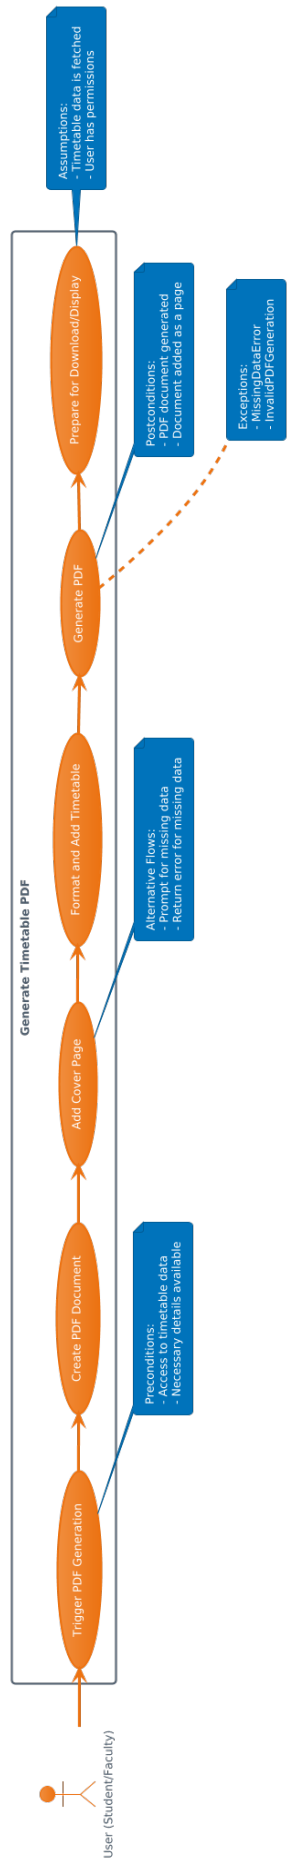 Generate Timetable PDF
User (Student/Faculty)
Trigger PDF Generation
Create PDF Document
Add Cover Page
Format and Add Timetable
Generate PDF
Prepare for Download/Display
Preconditions:
- Access to timetable data
- Necessary details available
Alternative Flows:
- Prompt for missing data
- Return error for missing data
Postconditions:
- PDF document generated
- Document added as a page
Exceptions:
- MissingDataError
- InvalidPDFGeneration
Assumptions:
- Timetable data is fetched
- User has permissions